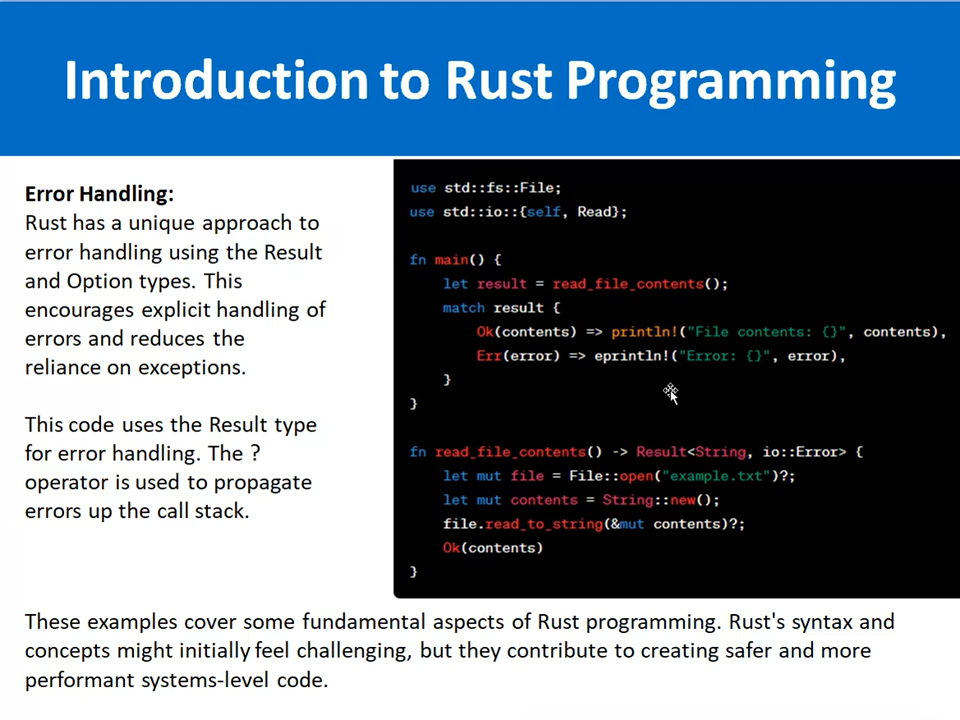 Introduction to Rust Programming
Error Handling:
Rust has a unique approach to
error handling using the Result
and Option types. This
encourages explicit handling of
errors and reduces the
reliance on exceptions.
This code uses the Result type
for error handling. The ?
operator is used to propagate
errors up the call stack.
use std::fs::File;
use std::io::{self, Read};
fn main() {
    let result = read_file_contents();
    match result {
        Ok(contents) => println!("File contents: {}", contents),
        Err(error) => eprintln!("Error: {}", error),
    }
}
fn read_file_contents() -> Result<String, io::Error> {
    let mut file = File::open("example.txt")?;
    let mut contents = String::new();
    file.read_to_string(&mut contents)?;
    Ok(contents)
}
These examples cover some fundamental aspects of Rust programming. Rust's syntax and
concepts might initially feel challenging, but they contribute to creating safer and more
performant systems-level code.